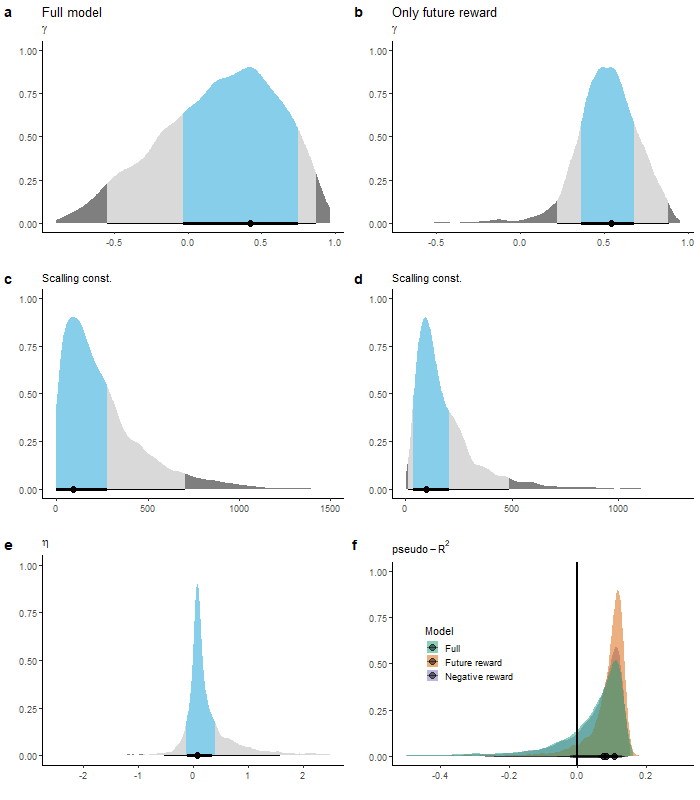 a Full model
γ
1.00
0.75
0.50
0.25
0.00
-0.5 0.0 0.5 1.0
b Only future reward
γ
1.00
0.75
0.50
0.25
0.00
-0.5 0.0 0.5 1.0
c Scalling const.
1.00
0.75
0.50
0.25
0.00
0 500 1000 1500
d Scalling const.
1.00
0.75
0.50
0.25
0.00
0 500 1000
e η
1.00
0.75
0.50
0.25
0.00
-2 -1 0 1 2
f pseudo−R²
1.00
0.75
0.50
0.25
0.00
Model
Full
Future reward
Negative reward
-0.4 -0.2 0.0 0.2